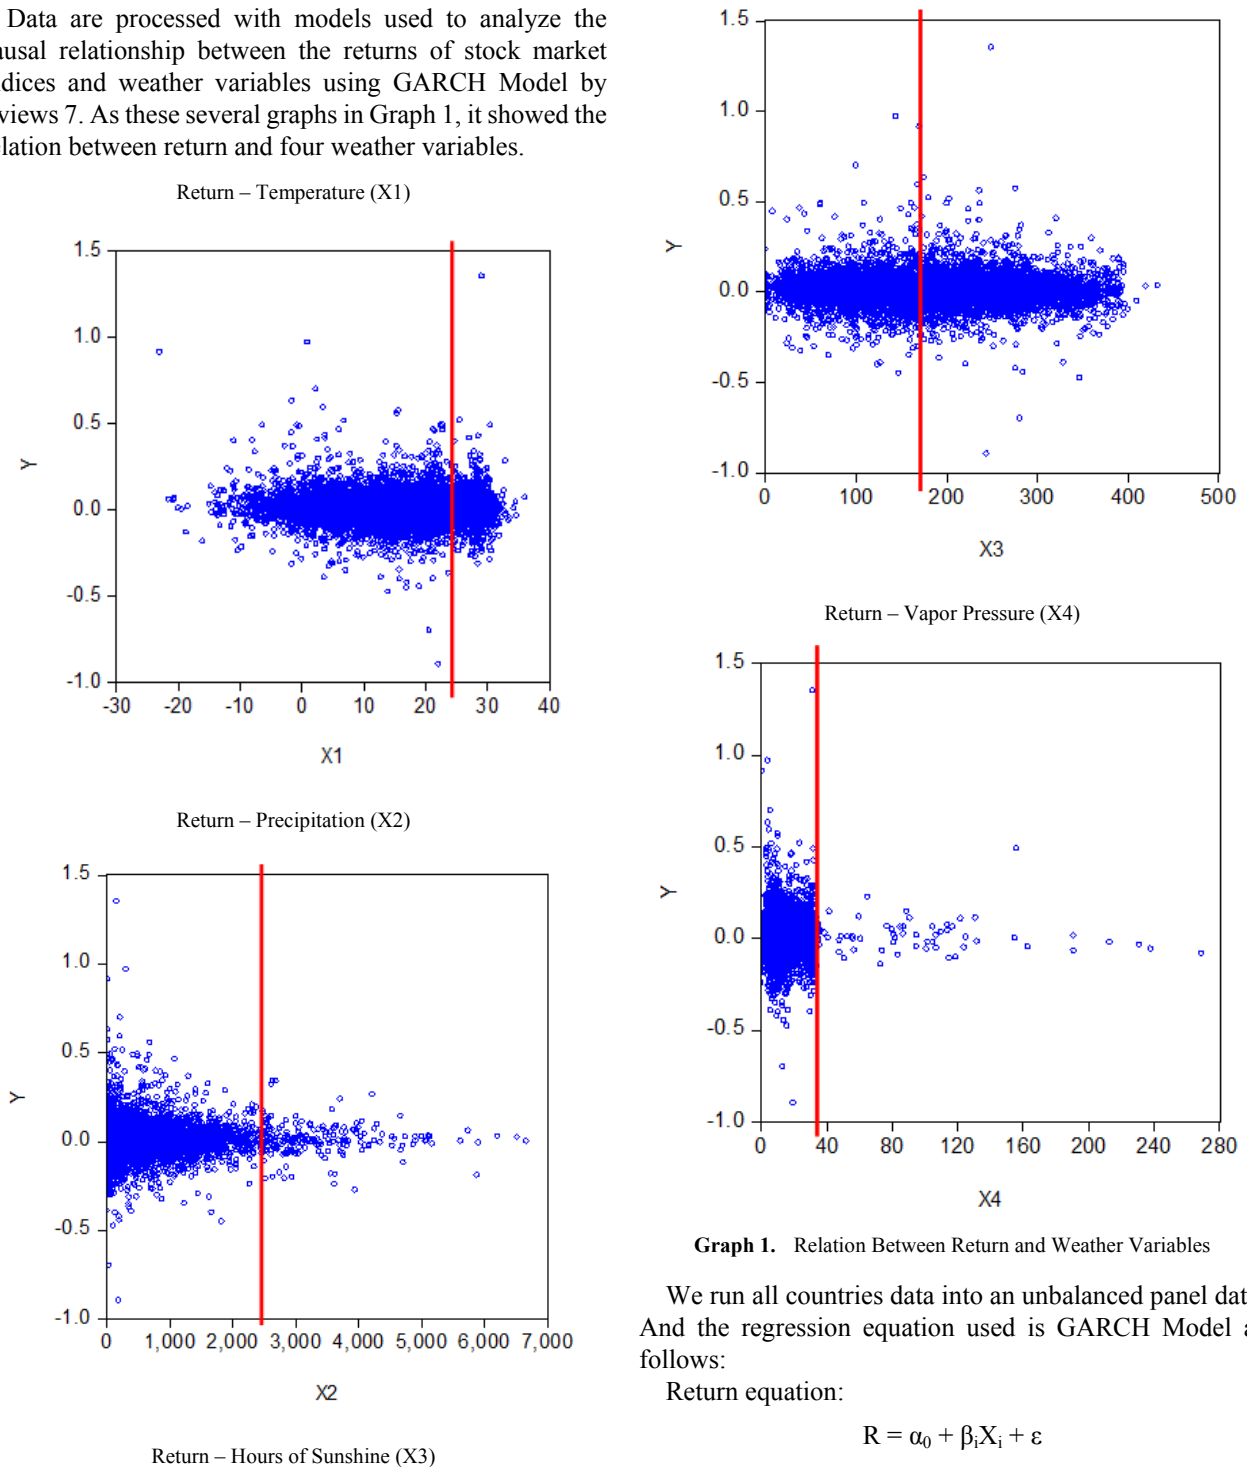 Data are processed with models used to analyze the
ausal relationship between the returns of stock market
dices and weather variables using GARCH Model by
views 7. As these several graphs in Graph 1, it showed the
elation between return and four weather variables.
Return – Temperature (X1)
1.5
1.0
0.5
0.0
-0.5
-1.0
Y
-30 -20 -10 0 10 20 30 40
X1
Return – Precipitation (X2)
1.5
1.0
0.5
0.0
-0.5
-1.0
Y
0 1,000 2,000 3,000 4,000 5,000 6,000 7,000
X2
Return – Hours of Sunshine (X3)
1.5
1.0
0.5
0.0
-0.5
-1.0
Y
0 100 200 300 400 500
X3
Return – Vapor Pressure (X4)
1.5
1.0
0.5
0.0
-0.5
-1.0
Y
0 40 80 120 160 200 240 280
X4
Graph 1. Relation Between Return and Weather Variables
We run all countries data into an unbalanced panel dat
And the regression equation used is GARCH Model a
follows:
Return equation:
R = α₀ + βᵢXᵢ + ε